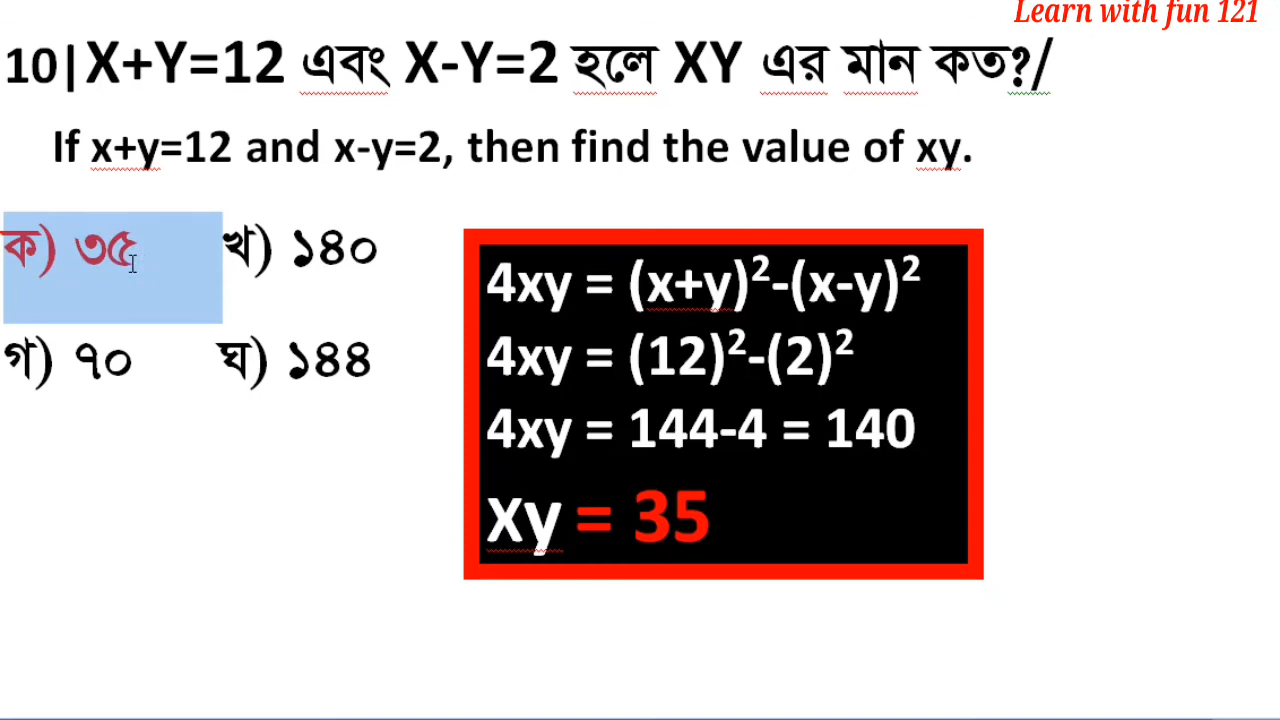 Learn with fun 121
10|X+Y=12 এবং X-Y=2 হলে XY এর মান কত?/
If x+y=12 and x-y=2, then find the value of xy.
ক) ৩৫ খ) ১৪০
গ) ৭০ ঘ) ১৪৪
4xy = (x+y)²-(x-y)²
4xy = (12)²-(2)²
4xy = 144-4 = 140
Xy = 35